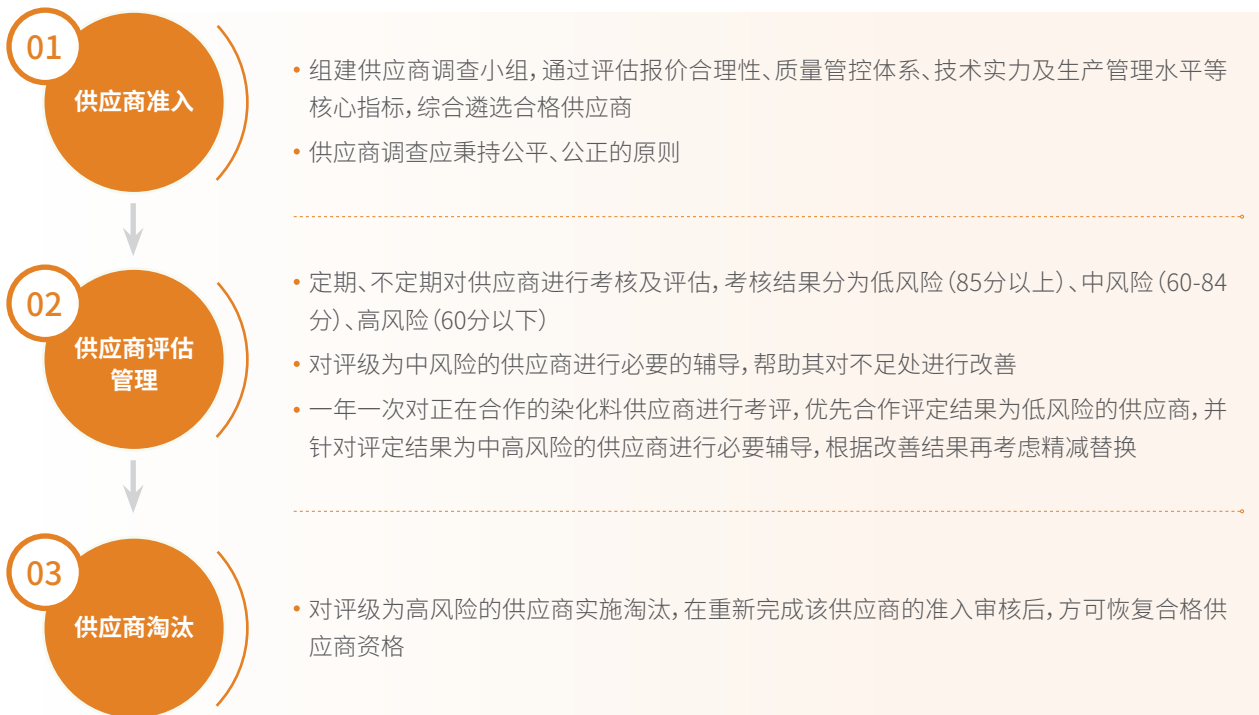 01
供应商准入
• 组建供应商调查小组，通过评估报价合理性、质量管控体系、技术实力及生产管理水平等
核心指标，综合遴选合格供应商
• 供应商调查应秉持公平、公正的原则
02
供应商评估
管理
• 定期、不定期对供应商进行考核及评估，考核结果分为低风险（85分以上）、中风险（60-84
分）、高风险（60分以下）
• 对评级为中风险的供应商进行必要的辅导，帮助其对不足处进行改善
• 一年一次对正在合作的染化料供应商进行考评，优先合作评定结果为低风险的供应商，并
针对评定结果为中高风险的供应商进行必要辅导，根据改善结果再考虑精减替换
03
供应商淘汰
• 对评级为高风险的供应商实施淘汰，在重新完成该供应商的准入审核后，方可恢复合格供
应商资格